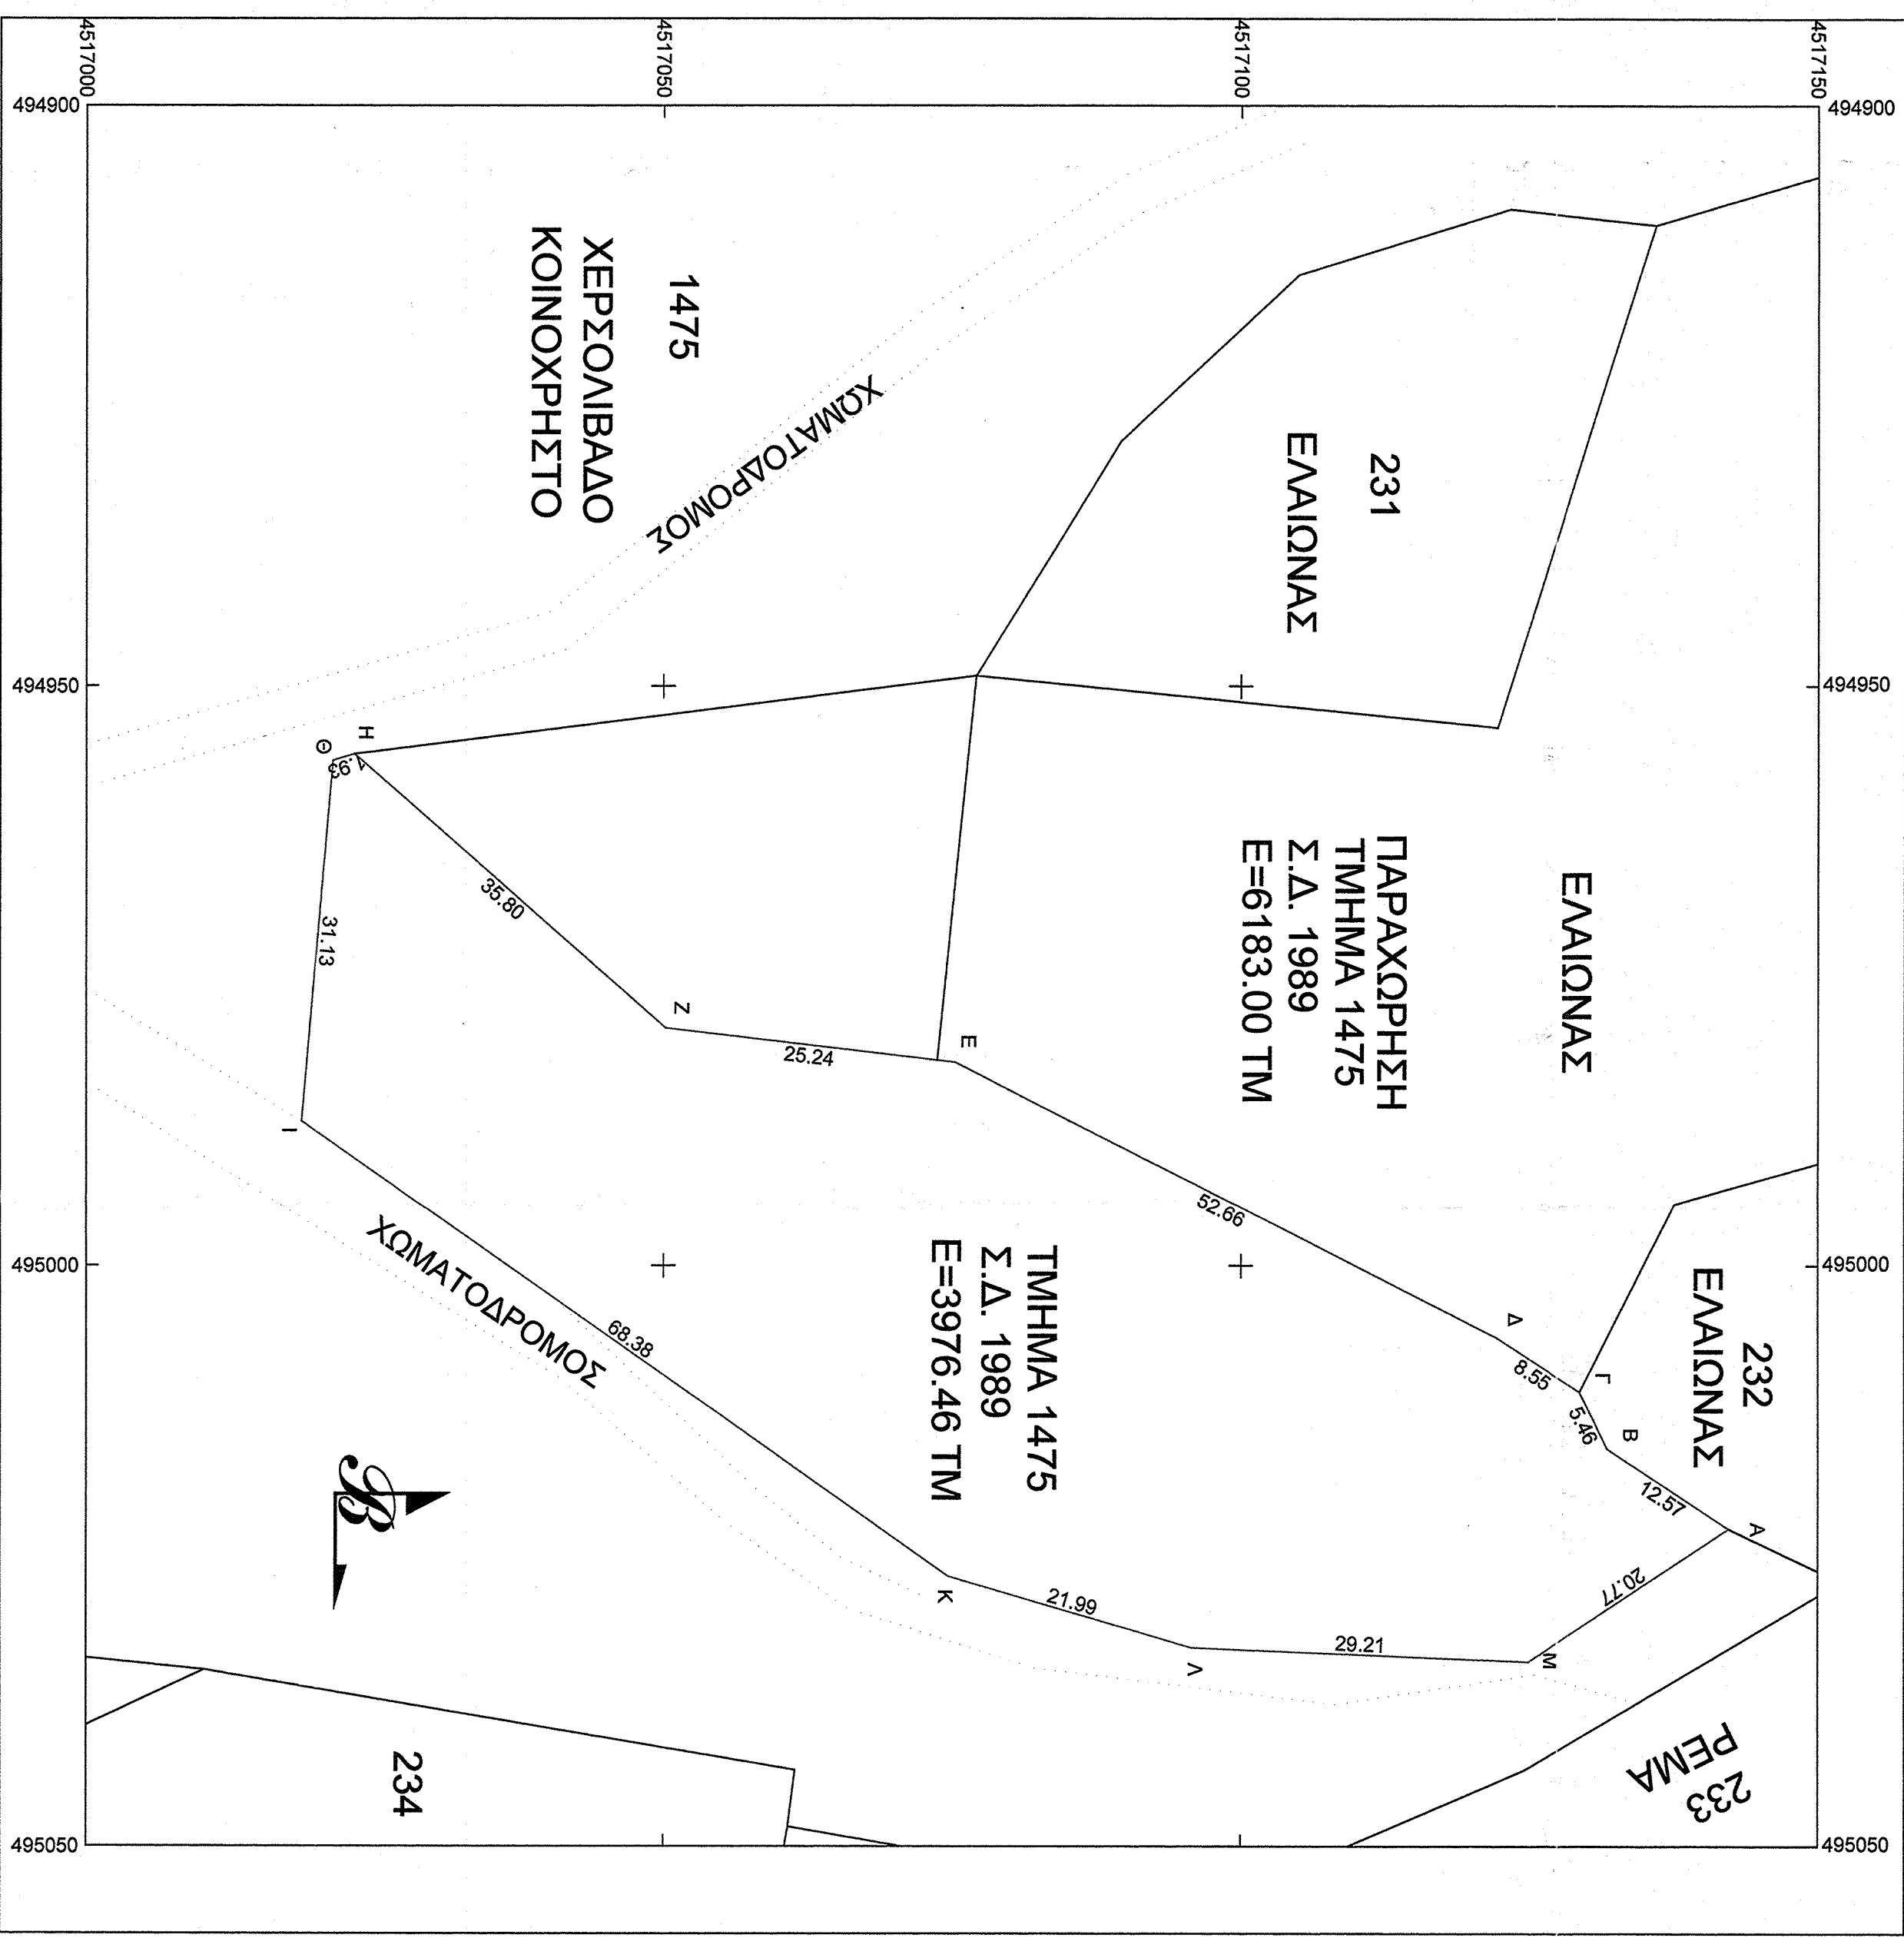 4517000
4517050
4517100
4517150
494900
494900
494950
494950
495000
495000
495050
495050
1475
ΧΕΡΣΟΛΙΒΑΔΟ
ΚΟΙΝΟΧΡΗΣΤΟ
ΧΩΜΑΤΟΔΡΟΜΟΣ
231
ΕΛΑΙΩΝΑΣ
ΕΛΑΙΩΝΑΣ
ΠΑΡΑΧΩΡΗΣΗ
ΤΜΗΜΑ 1475
Σ.Δ. 1989
Ε=6183.00 ΤΜ
232
ΕΛΑΙΩΝΑΣ
ΤΜΗΜΑ 1475
Σ.Δ. 1989
Ε=3976.46 ΤΜ
ΧΩΜΑΤΟΔΡΟΜΟΣ
233
ΡΕΜΑ
234
Β
Α
12.57
Β
5.46
Γ
8.55
Δ
52.66
Ε
25.24
Ζ
35.80
Η
1.93
Θ
31.13
Ι
68.38
Κ
21.99
Λ
29.21
Μ
20.77